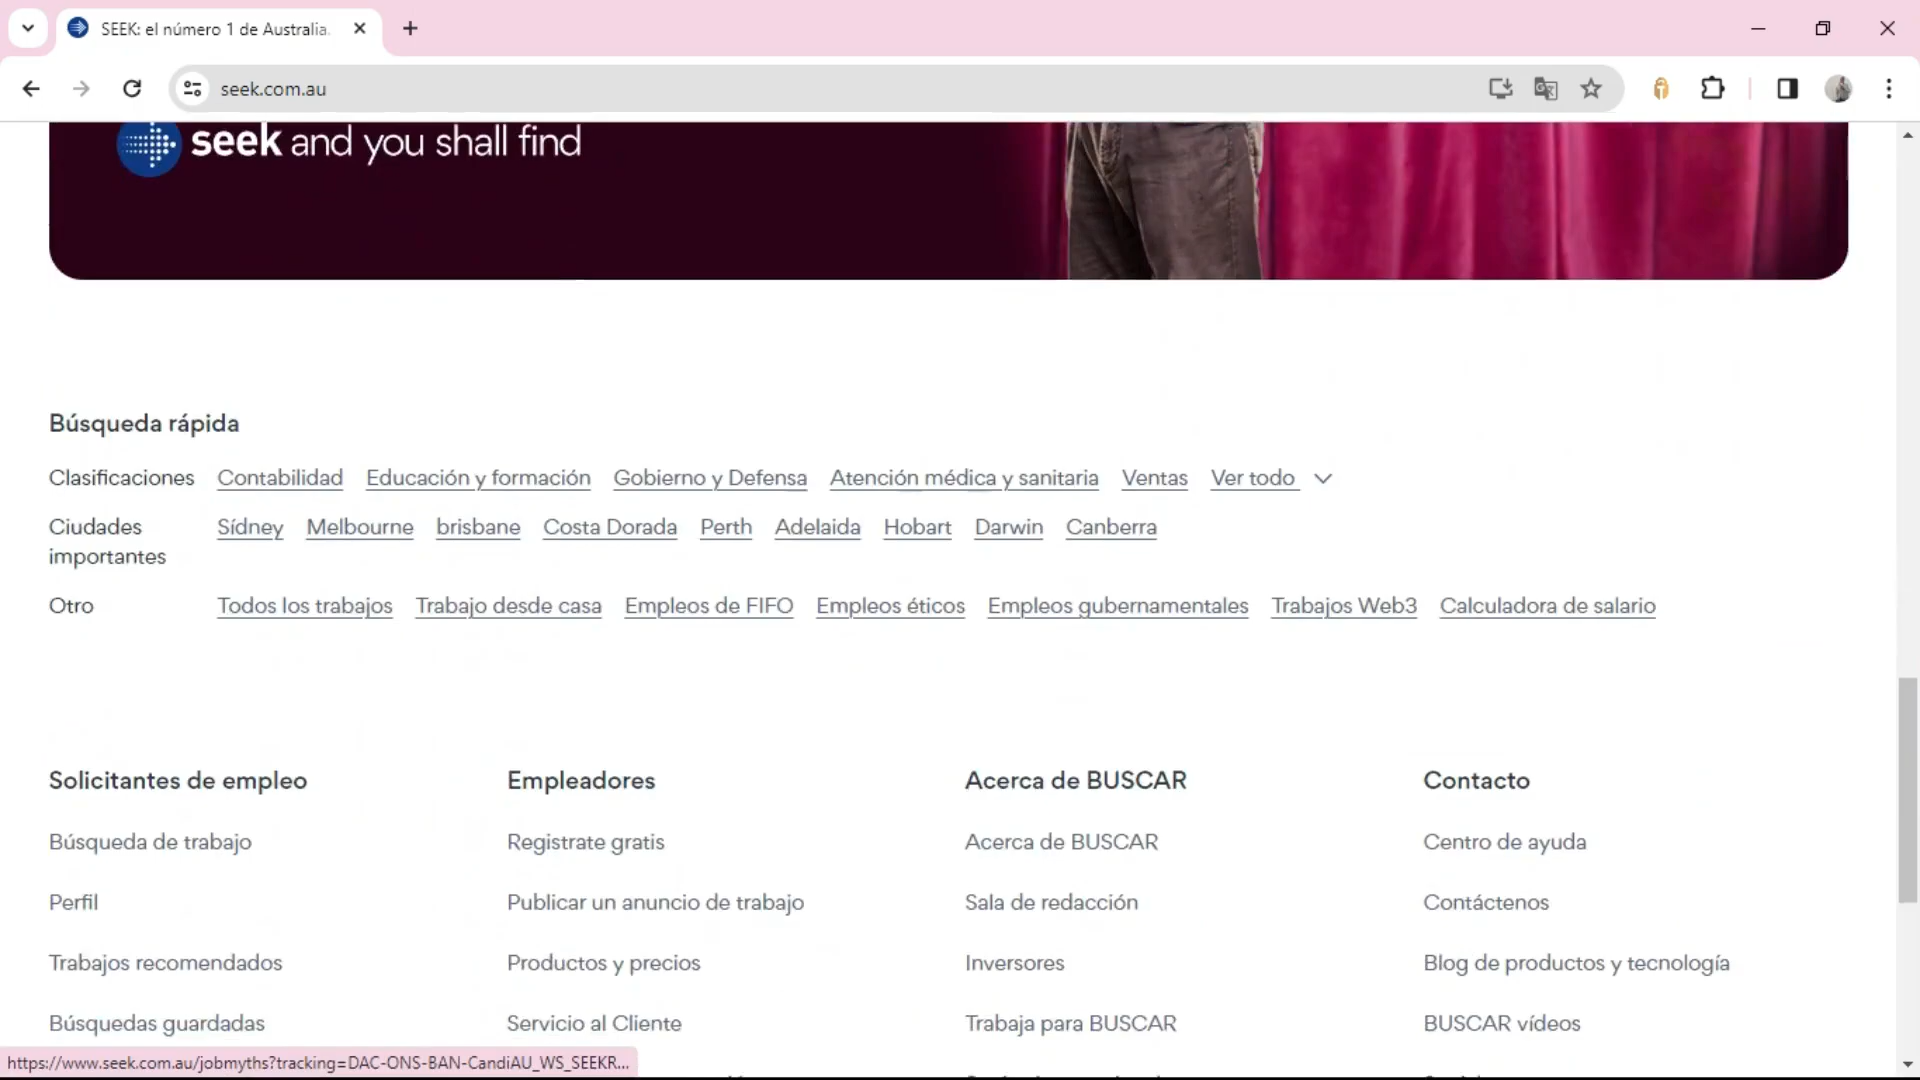 SEEK: el número 1 de Australia.
seek.com.au
seek and you shall find
Búsqueda rápida
Clasificaciones Contabilidad Educación y formación Gobierno y Defensa Atención médica y sanitaria Ventas Ver todo
Ciudades importantes Sídney Melbourne brisbane Costa Dorada Perth Adelaida Hobart Darwin Canberra
Otro Todos los trabajos Trabajo desde casa Empleos de FIFO Empleos éticos Empleos gubernamentales Trabajos Web3 Calculadora de salario
Solicitantes de empleo Empleadores Acerca de BUSCAR Contacto
Búsqueda de trabajo Registrate gratis Acerca de BUSCAR Centro de ayuda
Perfil Publicar un anuncio de trabajo Sala de redacción Contáctenos
Trabajos recomendados Productos y precios Inversores Blog de productos y tecnología
Búsquedas guardadas Servicio al Cliente Trabaja para BUSCAR BUSCAR vídeos
https://www.seek.com.au/jobmyths?tracking=DAC-ONS-BAN-CandiAU_WS_SEEKR...